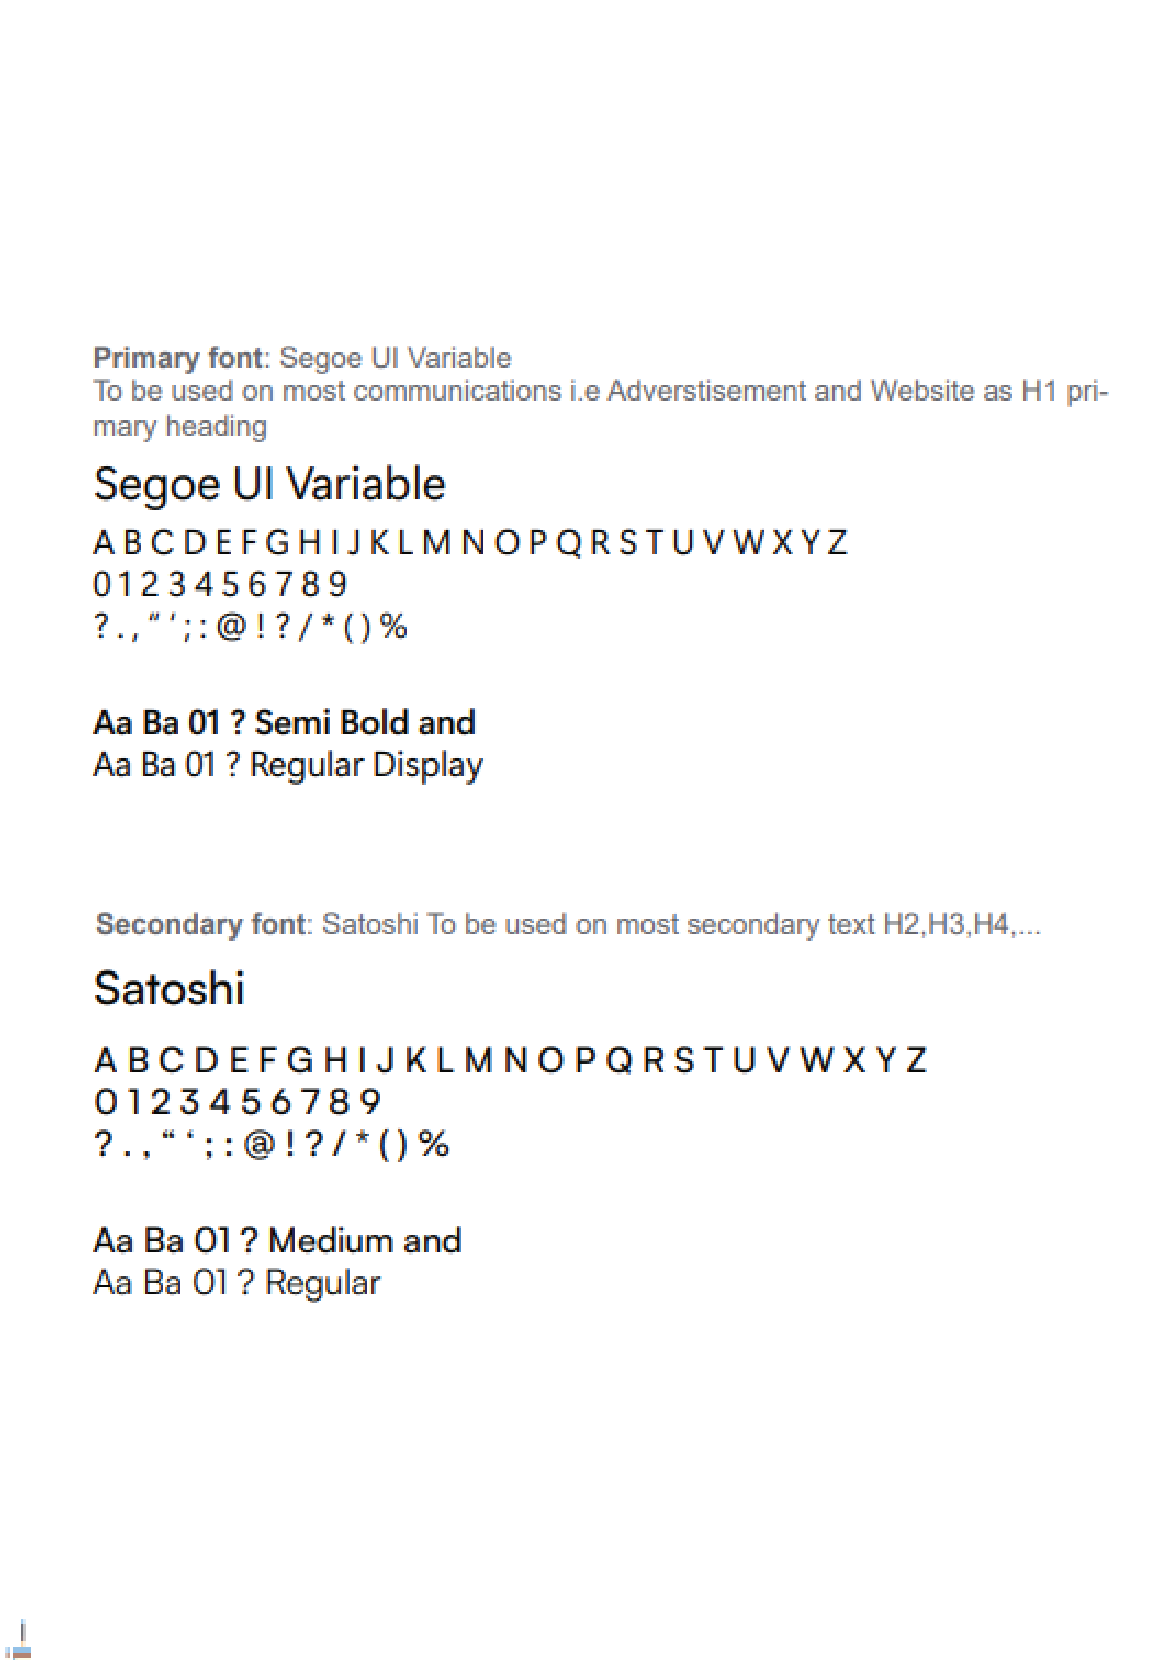 Primary font: Segoe UI Variable
To be used on most communications i.e Adverstisement and Website as H1 pri-
mary heading
Segoe UI Variable
A B C D E F G H I J K L M N O P Q R S T U V W X Y Z
0 1 2 3 4 5 6 7 8 9
? . , “ ‘ ; : @ ! ? / * ( ) %
Aa Ba 01 ? Semi Bold and
Aa Ba 01 ? Regular Display
Secondary font: Satoshi To be used on most secondary text H2,H3,H4,...
Satoshi
A B C D E F G H I J K L M N O P Q R S T U V W X Y Z
0 1 2 3 4 5 6 7 8 9
? . , “ ‘ ; : @ ! ? / * ( ) %
Aa Ba 01 ? Medium and
Aa Ba 01 ? Regular